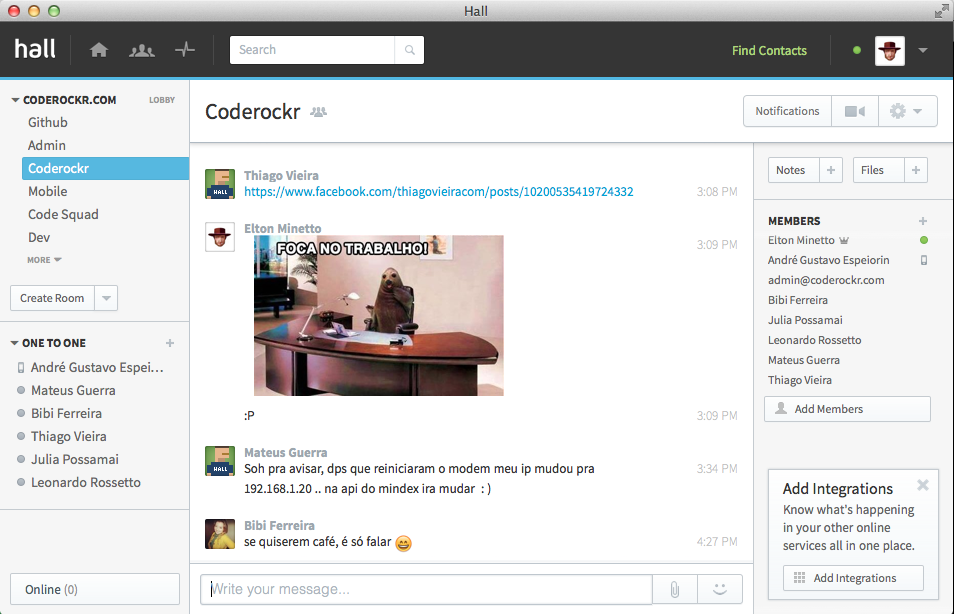 Hall
hall
Search
Find Contacts
CODEROCKR.COM
LOBBY
Github
Admin
Coderockr
Mobile
Code Squad
Dev
MORE
Create Room
ONE TO ONE
+
André Gustavo Espei...
Mateus Guerra
Bibi Ferreira
Thiago Vieira
Julia Possamai
Leonardo Rossetto
Online (0)
Coderockr
Notifications
Thiago Vieira
https://www.facebook.com/thiagovieiracom/posts/10200535419724332
3:08 PM
HALL
Elton Minetto
3:09 PM
FOCA NO TRABALHO!
:P
3:09 PM
Mateus Guerra
Soh pra avisar, dps que reiniciaram o modem meu ip mudou pra
3:34 PM
192.168.1.20 .. na api do mindex ira mudar : )
HALL
Bibi Ferreira
se quiserem café, é só falar 😄
4:27 PM
Write your message...
Notes +
Files +
MEMBERS +
Elton Minetto
André Gustavo Espeiorin
admin@coderockr.com
Bibi Ferreira
Julia Possamai
Leonardo Rossetto
Mateus Guerra
Thiago Vieira
Add Members
Add Integrations
Know what's happening
in your other online
services all in one place.
Add Integrations